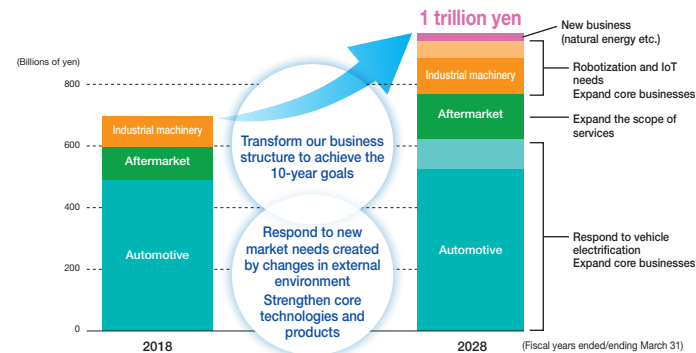 1 trillion yen
New business
(natural energy etc.)
(Billions of yen)
800
600
400
200
0
Industrial machinery
Aftermarket
Automotive
2018
Transform our business
structure to achieve the
10-year goals
Respond to new
market needs created
by changes in external
environment
Strengthen core
technologies and
products
Industrial machinery
Aftermarket
Automotive
2028
Robotization and IoT
needs
Expand core businesses
Expand the scope of
services
Respond to vehicle
electrification
Expand core businesses
(Fiscal years ended/ending March 31)